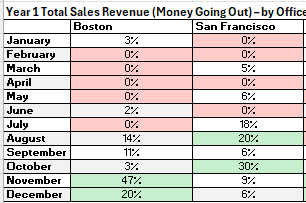 Year 1 Total Sales Revenue (Money Going Out) – by Office
Boston San Francisco
January 3% 0%
February 0% 0%
March 0% 5%
April 0% 0%
May 0% 6%
June 2% 0%
July 0% 18%
August 14% 20%
September 11% 6%
October 3% 30%
November 47% 9%
December 20% 6%